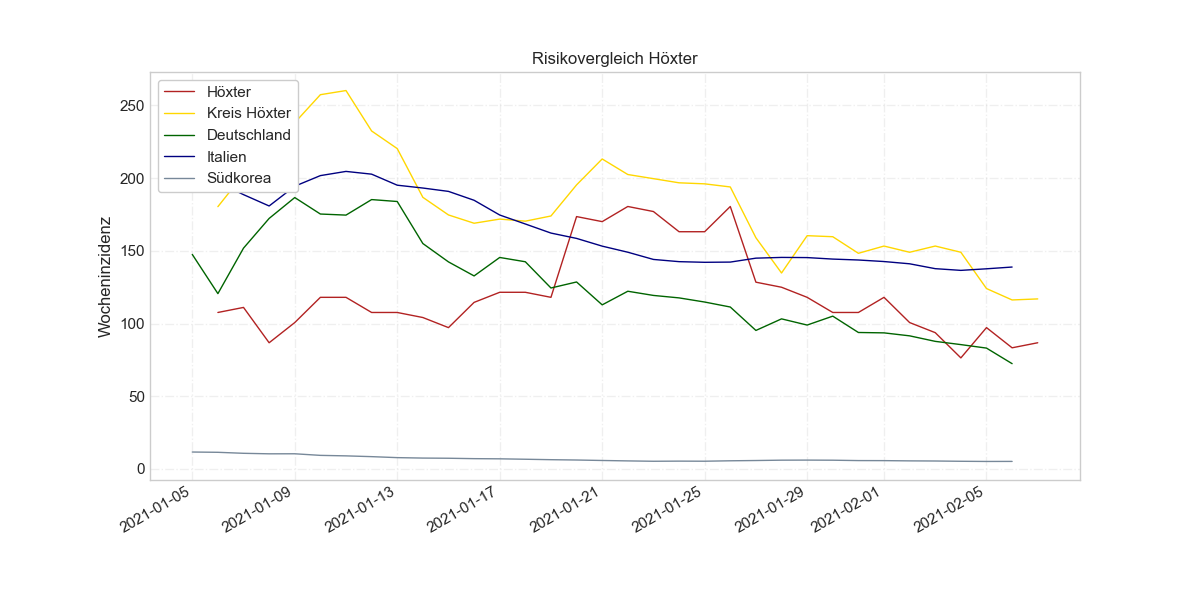 Risikovergleich Höxter
Höxter
Kreis Höxter
Deutschland
Italien
Südkorea
Wocheninzidenz
250
200
150
100
50
0
2021-01-05
2021-01-09
2021-01-13
2021-01-17
2021-01-21
2021-01-25
2021-01-29
2021-02-01
2021-02-05